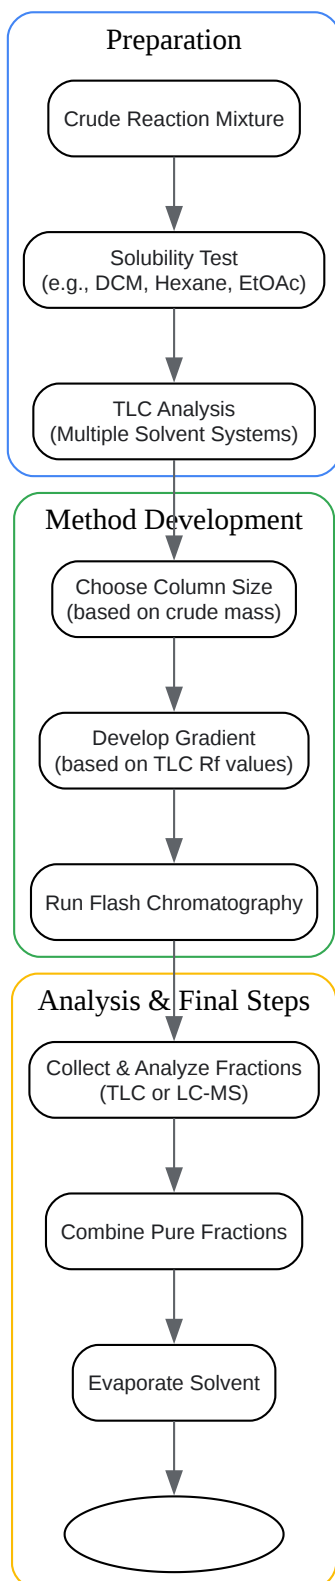 Preparation
Crude Reaction Mixture
Solubility Test
(e.g., DCM, Hexane, EtOAc)
TLC Analysis
(Multiple Solvent Systems)
Method Development
Choose Column Size
(based on crude mass)
Develop Gradient
(based on TLC Rf values)
Run Flash Chromatography
Analysis & Final Steps
Collect & Analyze Fractions
(TLC or LC-MS)
Combine Pure Fractions
Evaporate Solvent